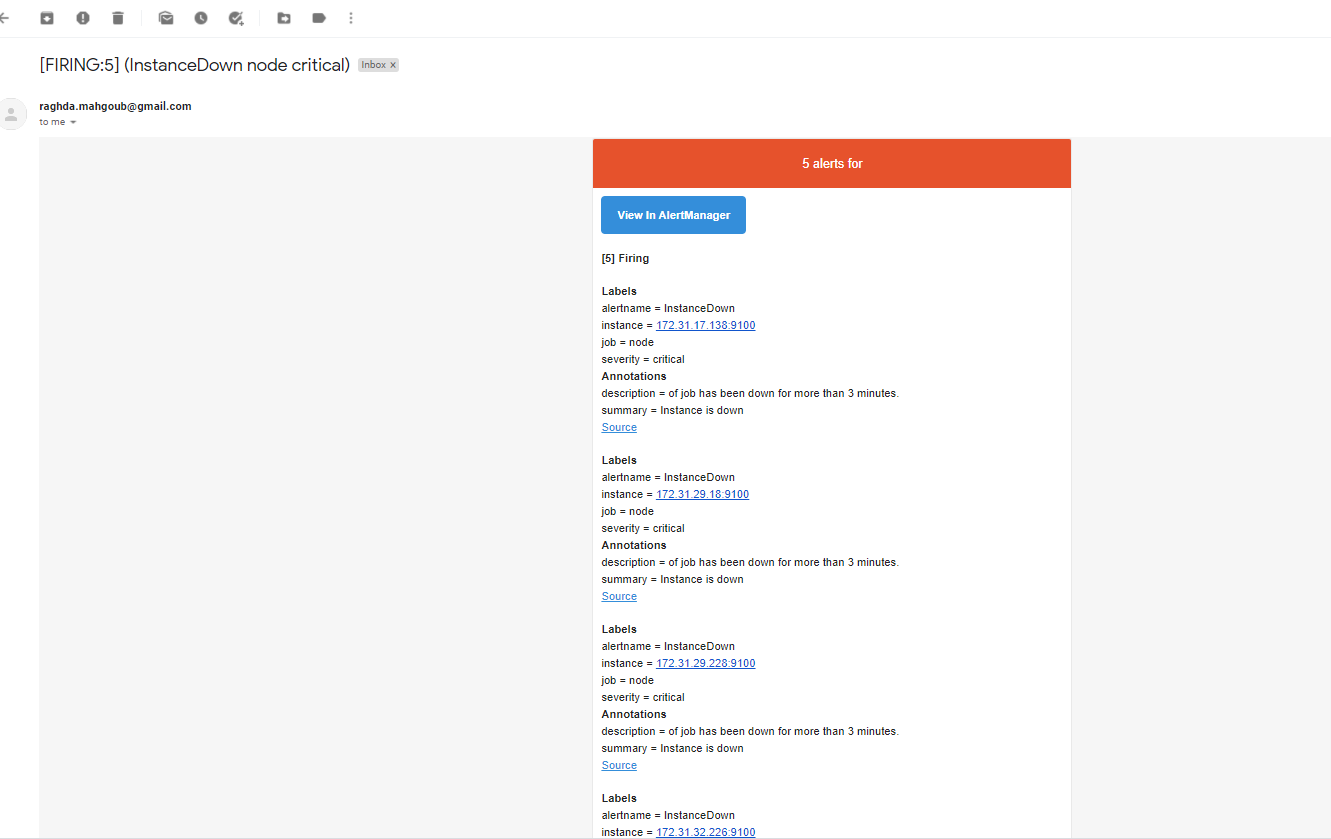 [FIRING:5] (InstanceDown node critical) Inbox x
raghda.mahgoub@gmail.com
to me
5 alerts for
View In AlertManager
[5] Firing
Labels
alertname = InstanceDown
instance = 172.31.17.138:9100
job = node
severity = critical
Annotations
description = of job has been down for more than 3 minutes.
summary = Instance is down
Source
Labels
alertname = InstanceDown
instance = 172.31.29.18:9100
job = node
severity = critical
Annotations
description = of job has been down for more than 3 minutes.
summary = Instance is down
Source
Labels
alertname = InstanceDown
instance = 172.31.29.228:9100
job = node
severity = critical
Annotations
description = of job has been down for more than 3 minutes.
summary = Instance is down
Source
Labels
alertname = InstanceDown
instance = 172.31.32.226:9100